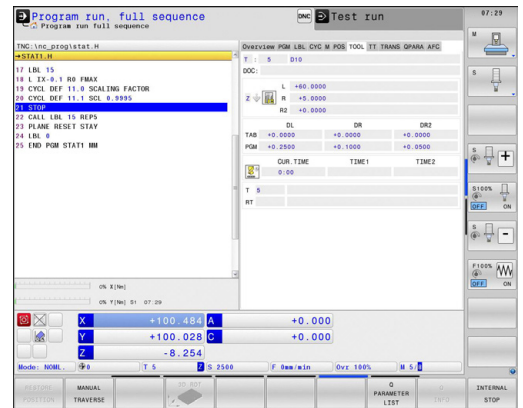 Program run, full sequence
Program run full sequence
DNC
Test run
07:29
TNC:\nc_prog\stat.H
→STAT1.H
17 LBL 15
18 L IX-0.1 R0 FMAX
19 CYCL DEF 11.0 SCALING FACTOR
20 CYCL DEF 11.1 SCL 0.9995
21 STOP
22 CALL LBL 15 REP5
23 PLANE RESET STAY
24 LBL 0
25 END PGM STAT1 MM
Overview PGM LBL CYC M POS TOOL TT TRANS QPARA AFC
T : 5 D10
DOC:
Z L +60.0000
R +5.0000
R2 +0.0000
DL DR DR2
TAB +0.0000 +0.0000 +0.0000
PGM +0.2500 +0.1000 +0.0500
CUR.TIME TIME1 TIME2
0:00
T 5
RT
0% X[Nm]
0% Y[Nm] S1 07:29
X +100.484 A +0.000
Y +100.028 C +0.000
Z -8.254
Mode: NOML. 0 T 5 Z S 2500 F 0mm/min Ovr 100% M 5/8
M
S
S
S100%
OFF ON
S
F100%
OFF ON
RESTORE POSITION
MANUAL TRAVERSE
3D ROT
Q PARAMETER LIST
Q INFO
INTERNAL STOP